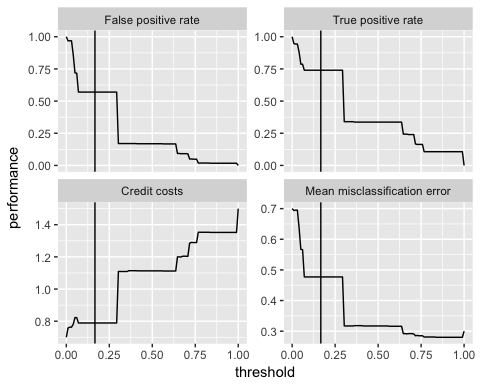 False positive rate
True positive rate
1.00
0.75
0.50
0.25
0.00
1.00
0.75
0.50
0.25
0.00
performance
Credit costs
Mean misclassification error
1.4
1.2
1.0
0.8
0.7
0.6
0.5
0.4
0.3
0.00 0.25 0.50 0.75 1.00
0.00 0.25 0.50 0.75 1.00
threshold